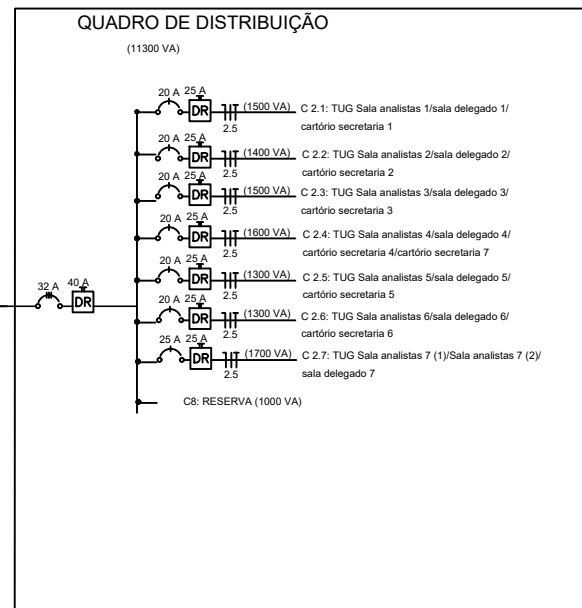 QUADRO DE DISTRIBUIÇÃO
(11300 VA)
20 A 25 A
DR (1500 VA) C 2.1: TUG Sala analistas 1/sala delegado 1/
2.5 cartório secretaria 1
20 A 25 A
DR (1400 VA) C 2.2: TUG Sala analistas 2/sala delegado 2/
2.5 cartório secretaria 2
20 A 25 A
DR (1500 VA) C 2.3: TUG Sala analistas 3/sala delegado 3/
2.5 cartório secretaria 3
20 A 25 A
DR (1600 VA) C 2.4: TUG Sala analistas 4/sala delegado 4/
2.5 cartório secretaria 4/cartório secretaria 7
20 A 25 A
DR (1300 VA) C 2.5: TUG Sala analistas 5/sala delegado 5/
2.5 cartório secretaria 5
32 A 40 A
DR
20 A 25 A
DR (1300 VA) C 2.6: TUG Sala analistas 6/sala delegado 6/
2.5 cartório secretaria 6
25 A 25 A
DR (1700 VA) C 2.7: TUG Sala analistas 7 (1)/Sala analistas 7 (2)/
2.5 sala delegado 7
C8: RESERVA (1000 VA)